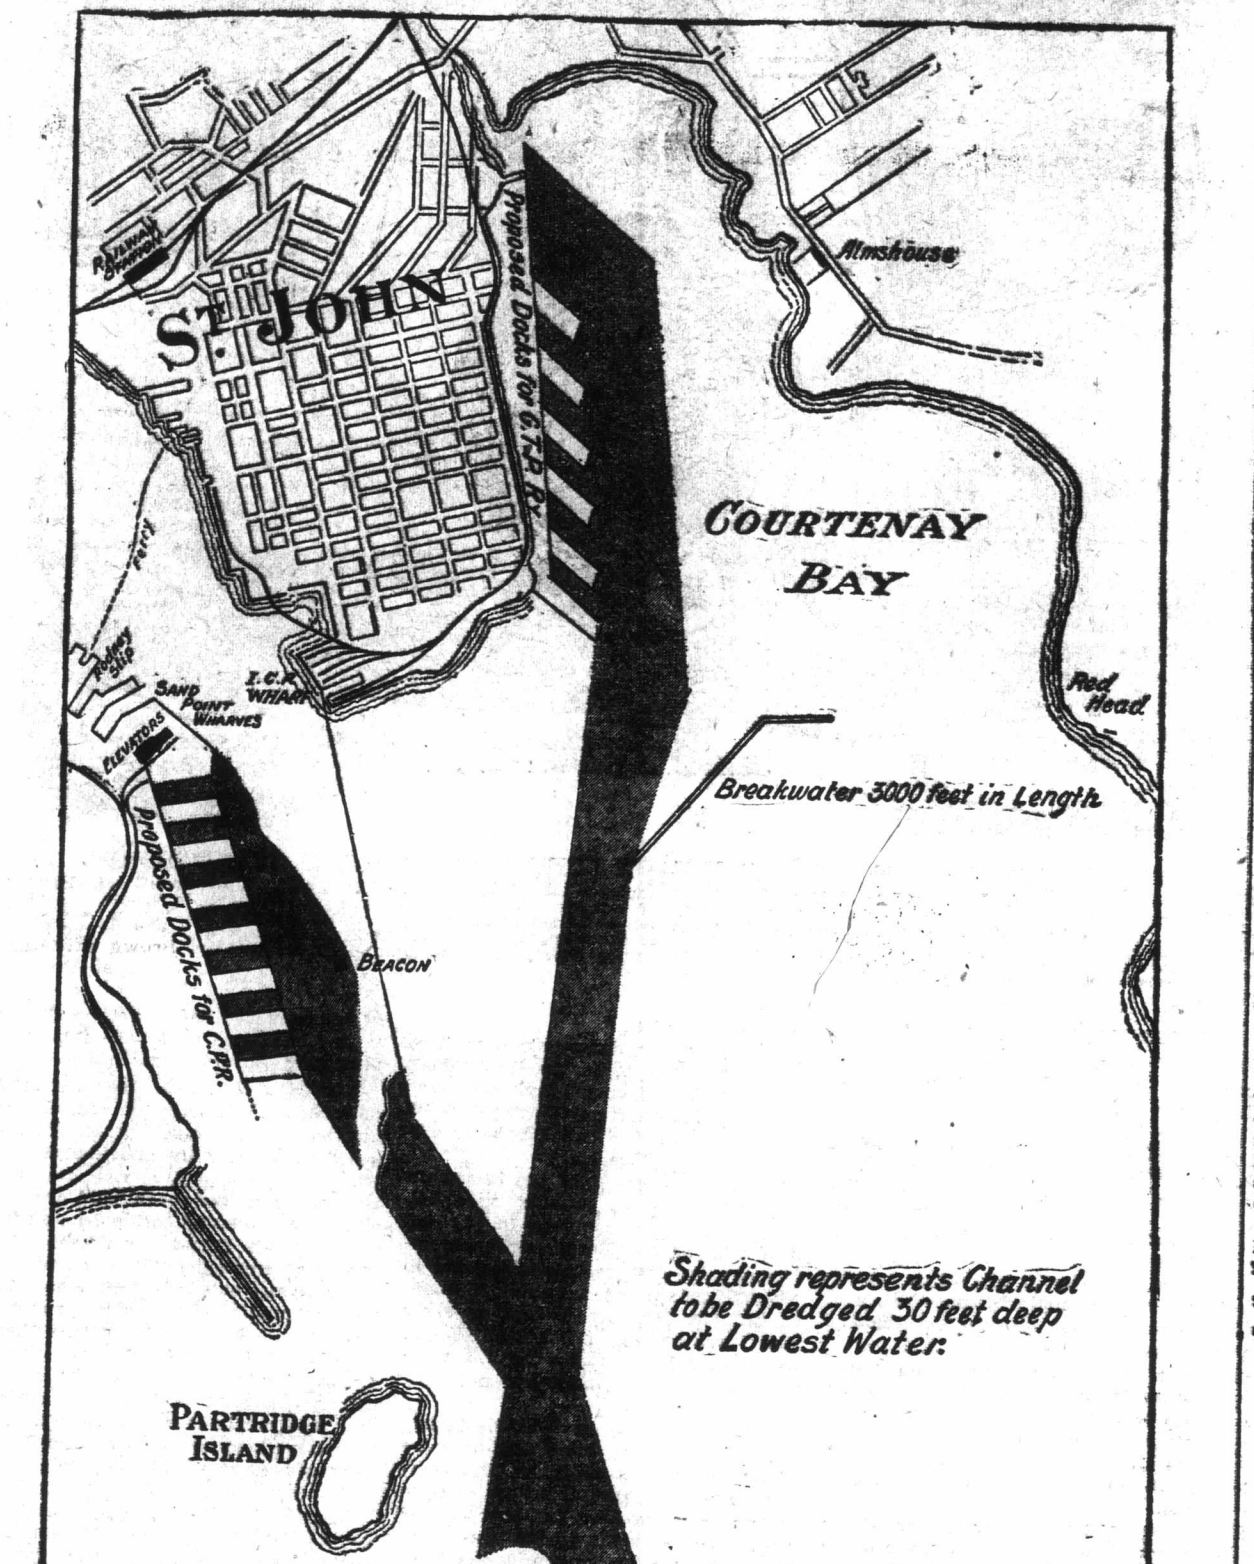 Almshouse
RAILWAY
STATION
ST. JOHN
Proposed Docks for G.T.P. Ry.
COURTENAY
BAY
Ferry
Rodney
Slip
SAND
POINT
WHARVES
I.C.R.
WHARF
Red
Head
ELEVATORS
Breakwater 3000 feet in Length
Proposed Docks for C.P.R.
BEACON
Shading represents Channel
to be Dredged 30 feet deep
at Lowest Water.
PARTRIDGE
ISLAND